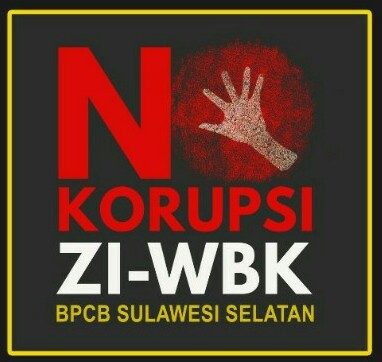 NO
KORUPSI
ZI-WBK
BPCB SULAWESI SELATAN